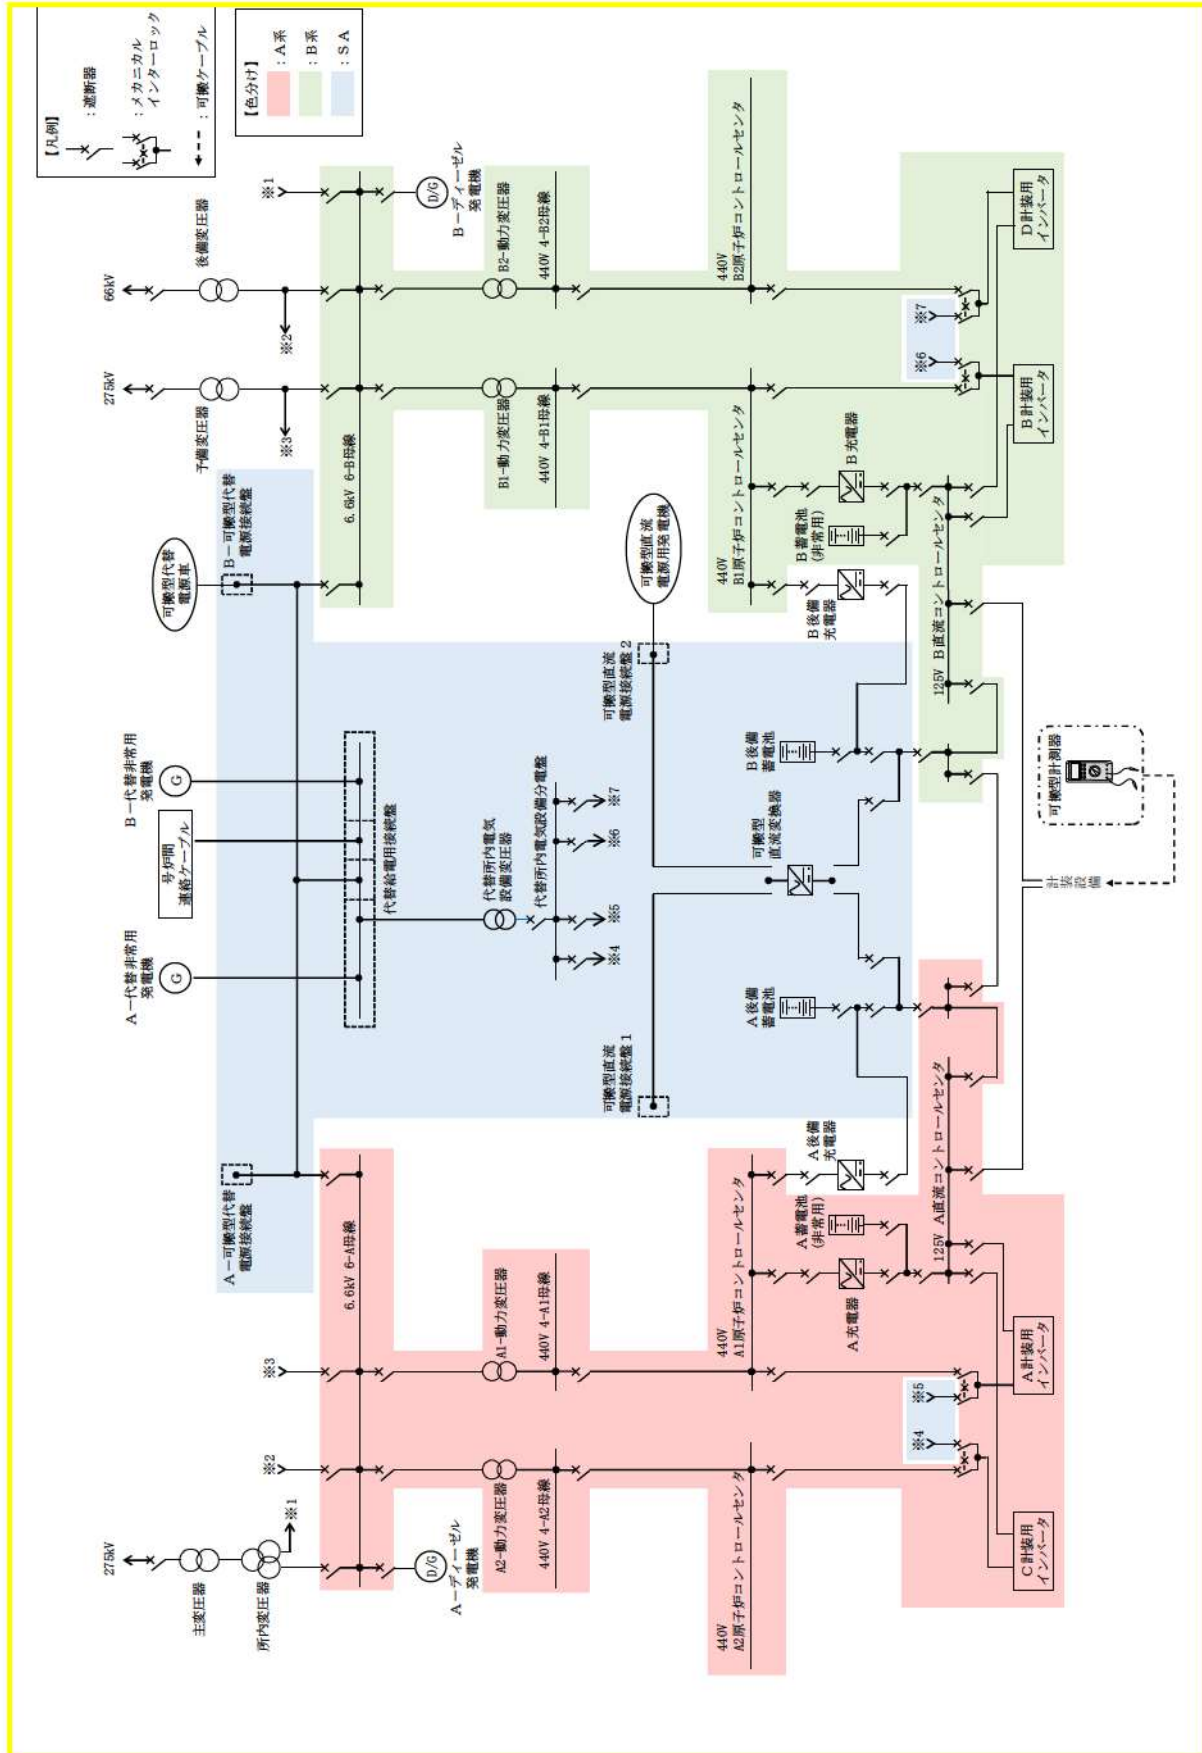 【凡例】
：遮断器
：メカニカル
インターロック
：可搬ケーブル
【色分け】
：A系
：B系
：SA
275kV
主変圧器
所内変圧器
※1
※2
※3
275kV
予備変圧器
※3
66kV
後備変圧器
※2
※1
A－可搬型代替
電源接続盤
A－代替非常用
発電機
G
号炉間
連絡ケーブル
B－代替非常用
発電機
G
可搬型代替
電源車
B－可搬型代替
電源接続盤
6.6kV 6-A母線
代替給電用接続盤
6.6kV 6-B母線
D/G
A－ディーゼル
発電機
D/G
B－ディーゼル
発電機
A2-動力変圧器
A1-動力変圧器
代替所内電気
設備変圧器
B1-動力変圧器
B2-動力変圧器
440V 4-A2母線
440V 4-A1母線
代替所内電気設備分電盤
440V 4-B1母線
440V 4-B2母線
※4
※5
※6
※7
可搬型直流
電源接続盤1
可搬型直流
電源接続盤2
可搬型直流
電源用発電機
440V
A2原子炉コントロールセンタ
440V
A1原子炉コントロールセンタ
440V
B1原子炉コントロールセンタ
440V
B2原子炉コントロールセンタ
A充電器
A蓄電池
(非常用)
A後備
充電器
A後備
蓄電池
可搬型
直流変換器
B後備
蓄電池
B後備
充電器
B蓄電池
(非常用)
B充電器
※4
※5
※6
※7
125V A直流コントロールセンタ
125V B直流コントロールセンタ
C計装用
インバータ
A計装用
インバータ
B計装用
インバータ
D計装用
インバータ
計装設備
可搬型計測器